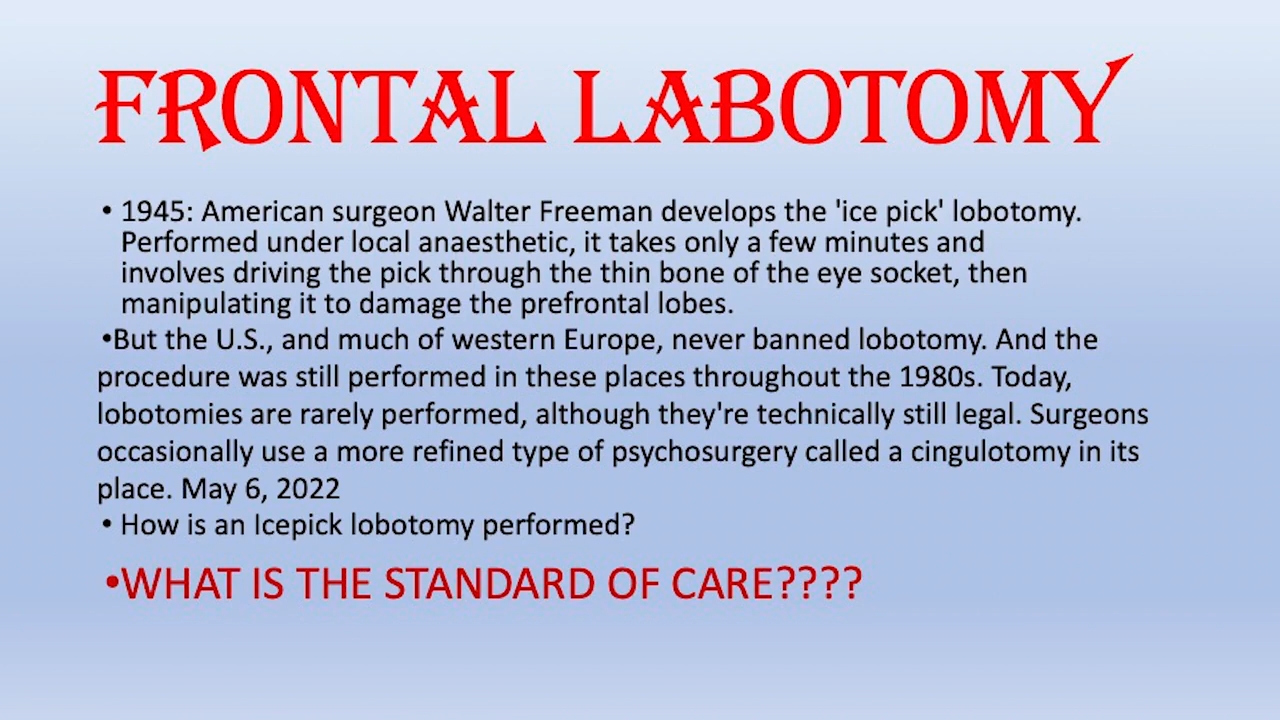 FRONTAL LABOTOMY
• 1945: American surgeon Walter Freeman develops the 'ice pick' lobotomy.
Performed under local anaesthetic, it takes only a few minutes and
involves driving the pick through the thin bone of the eye socket, then
manipulating it to damage the prefrontal lobes.
•But the U.S., and much of western Europe, never banned lobotomy. And the
procedure was still performed in these places throughout the 1980s. Today,
lobotomies are rarely performed, although they're technically still legal. Surgeons
occasionally use a more refined type of psychosurgery called a cingulotomy in its
place. May 6, 2022
• How is an Icepick lobotomy performed?
•WHAT IS THE STANDARD OF CARE????